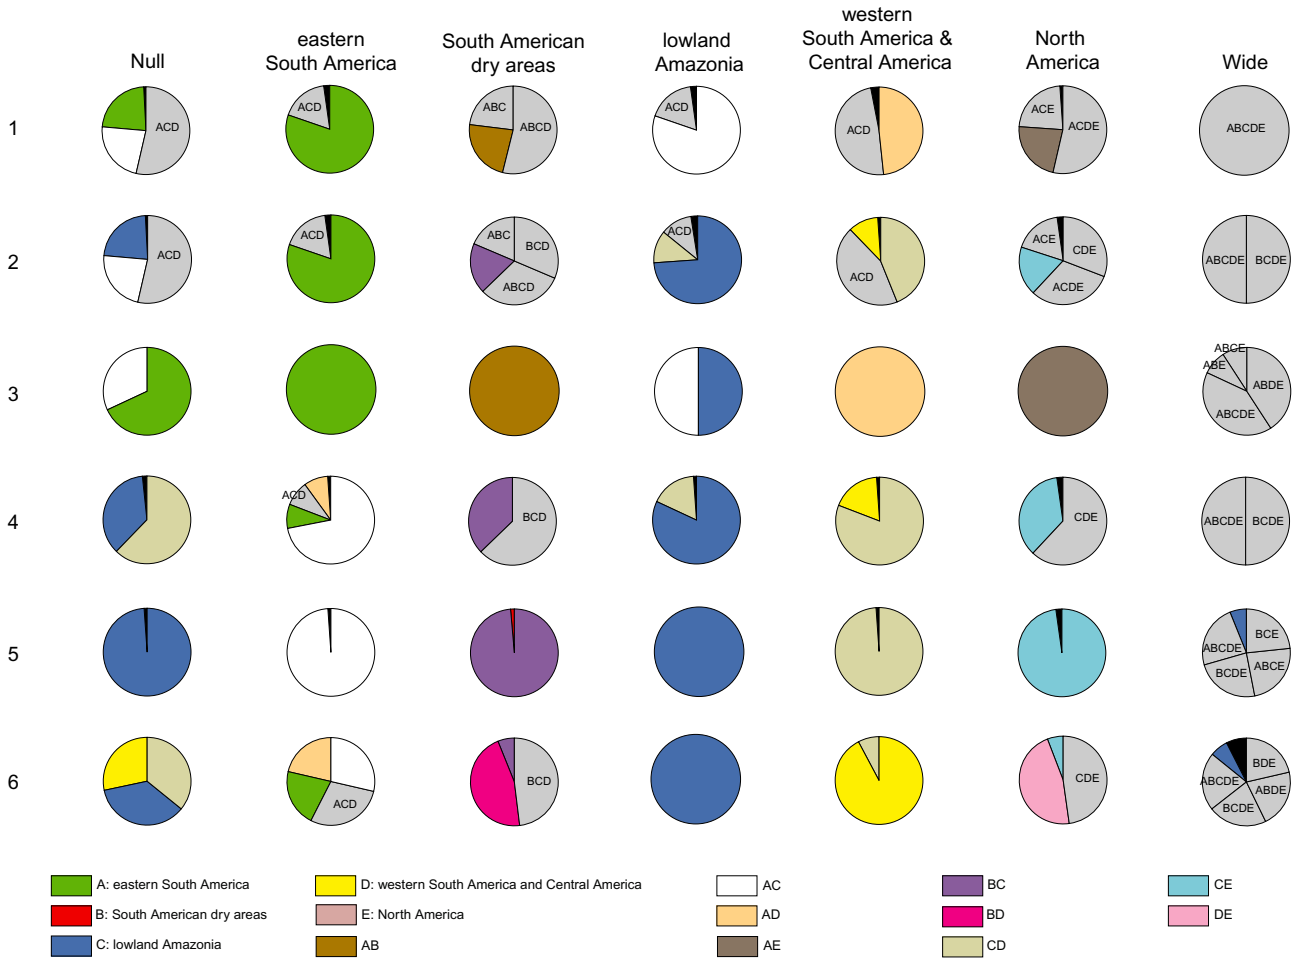 Null
eastern
South America
South American
dry areas
lowland
Amazonia
western
South America &
Central America
North
America
Wide
1
ACD
ACD
ABC
ABCD
ACD
ACD
ACE
ACDE
ABCDE
2
ACD
ACD
ABC
BCD
ABCD
ACD
ACD
ACE
CDE
ACDE
ABCDE
BCDE
3
ABCE
ABE
ABDE
ABCDE
4
ACD
BCD
CDE
ABCDE
BCDE
5
BCE
ABCDE
ABCE
BCDE
6
ACD
BCD
CDE
BDE
ABCDE
ABDE
BCDE
A: eastern South America
D: western South America and Central America
AC
BC
CE
B: South American dry areas
E: North America
AD
BD
DE
C: lowland Amazonia
AB
AE
CD